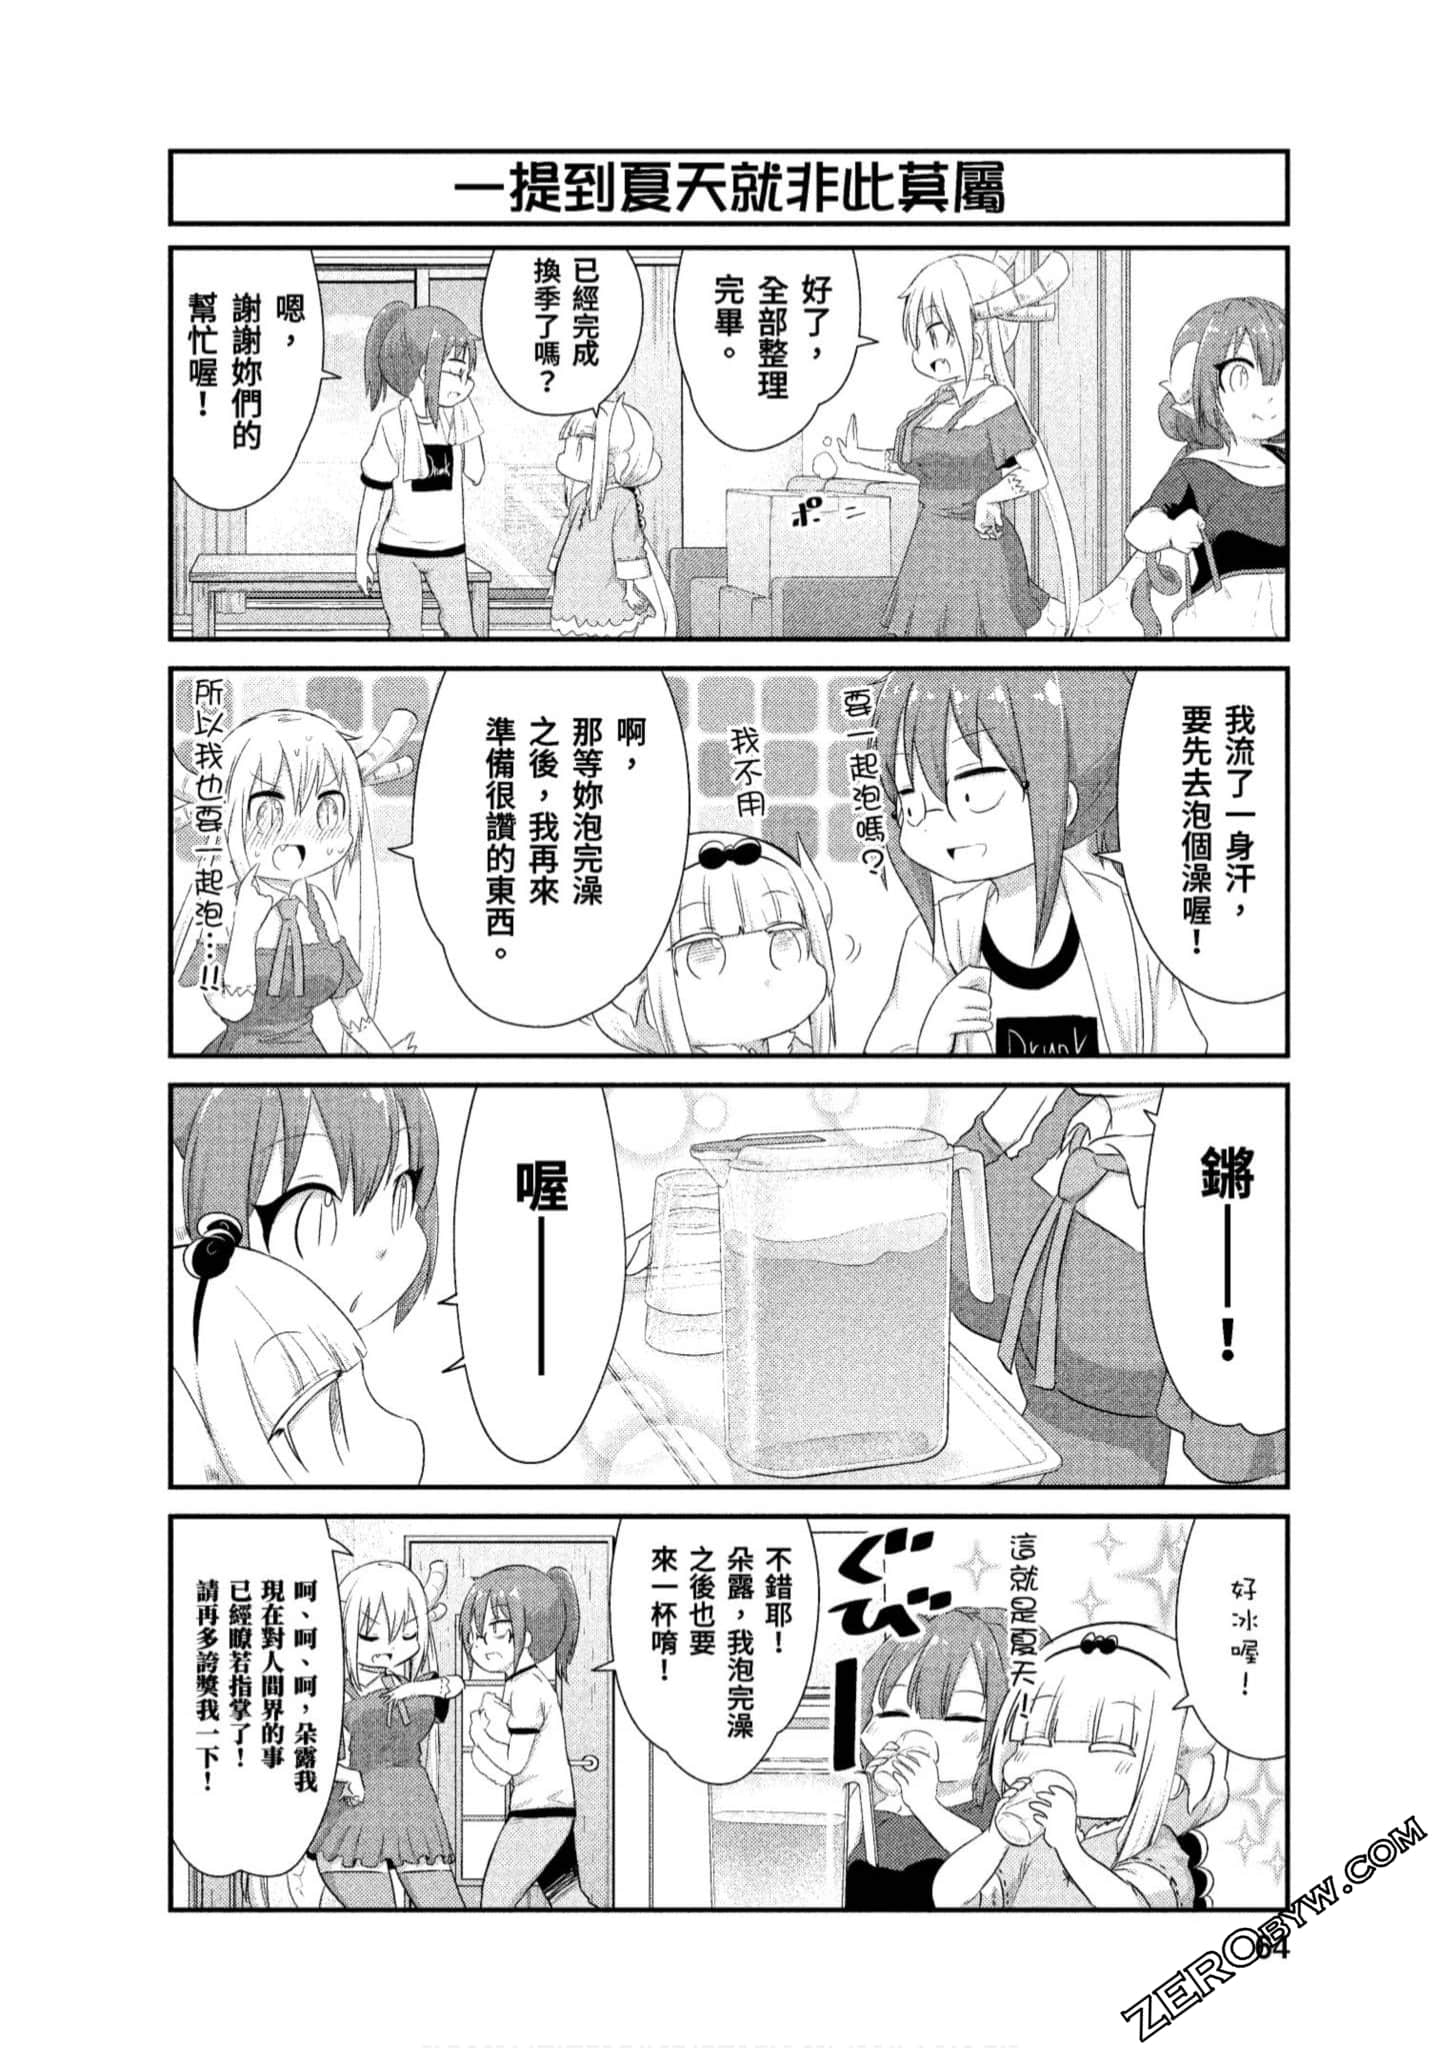 一提到夏天就非此莫屬
好了，
全部整理
完畢。
ポニ
已經完成
換季了嗎？
嗯，
謝謝妳們的
幫忙喔！
Drunk
我流了一身汗，
要先去泡個澡喔！
要一起泡嗎？
我不用
Drunk
啊，
那等妳泡完澡
之後，我再來
準備很讚的東西。
所以我也要一起泡…!!
鏘——！
喔——
好冰喔！
這就是夏天！
ぐびっ
不錯耶！
朵露，我泡完澡
之後也要
來一杯唷！
呵、呵、呵，朵露我
現在對人間界的事
已經瞭若指掌了！
請再多誇獎我一下！
64
ZEROBYW.COM